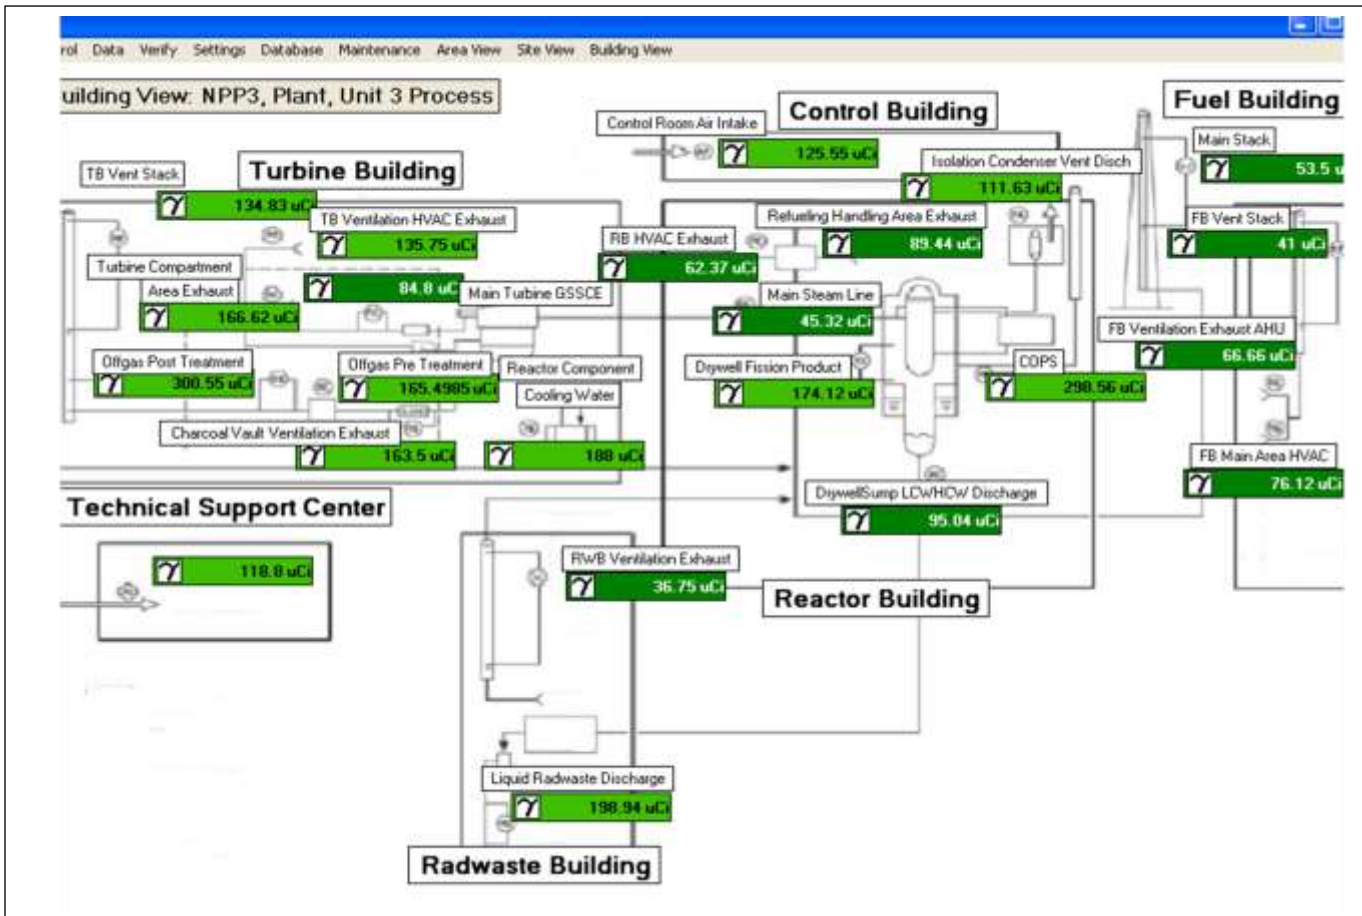 rol Data Verify Settings Database Maintenance Area View Site View Building View
uilding View: NPP3, Plant, Unit 3 Process
Control Building
Fuel Building
Control Room Air Intake
125.55 uCi
Main Stack
53.5 u
Turbine Building
TB Vent Stack
134.83 uCi
Isolation Condenser Vent Disch
111.63 uCi
TB Ventilation HVAC Exhaust
135.75 uCi
Refueling Handling Area Exhaust
89.44 uCi
FB Vent Stack
41 uCi
RB HVAC Exhaust
62.37 uCi
Turbine Compartment
Area Exhaust
166.62 uCi
84.8 uC
Main Turbine GSSCE
Main Steam Line
45.32 uCi
FB Ventilation Exhaust AHU
66.66 uCi
Offgas Post Treatment
300.55 uCi
Offgas Pre Treatment
165.4985 uCi
Reactor Component
Cooling Water
188 uCi
Drywell Fission Product
174.12 uCi
COPS
298.56 uCi
Charcoal Vault Ventilation Exhaust
163.5 uCi
FB Main Area HVAC
76.12 uCi
Technical Support Center
118.8 uCi
DrywellSump LCWHCW Discharge
95.04 uCi
RWB Ventilation Exhaust
36.75 uCi
Reactor Building
Liquid Radwaste Discharge
198.94 uCi
Radwaste Building